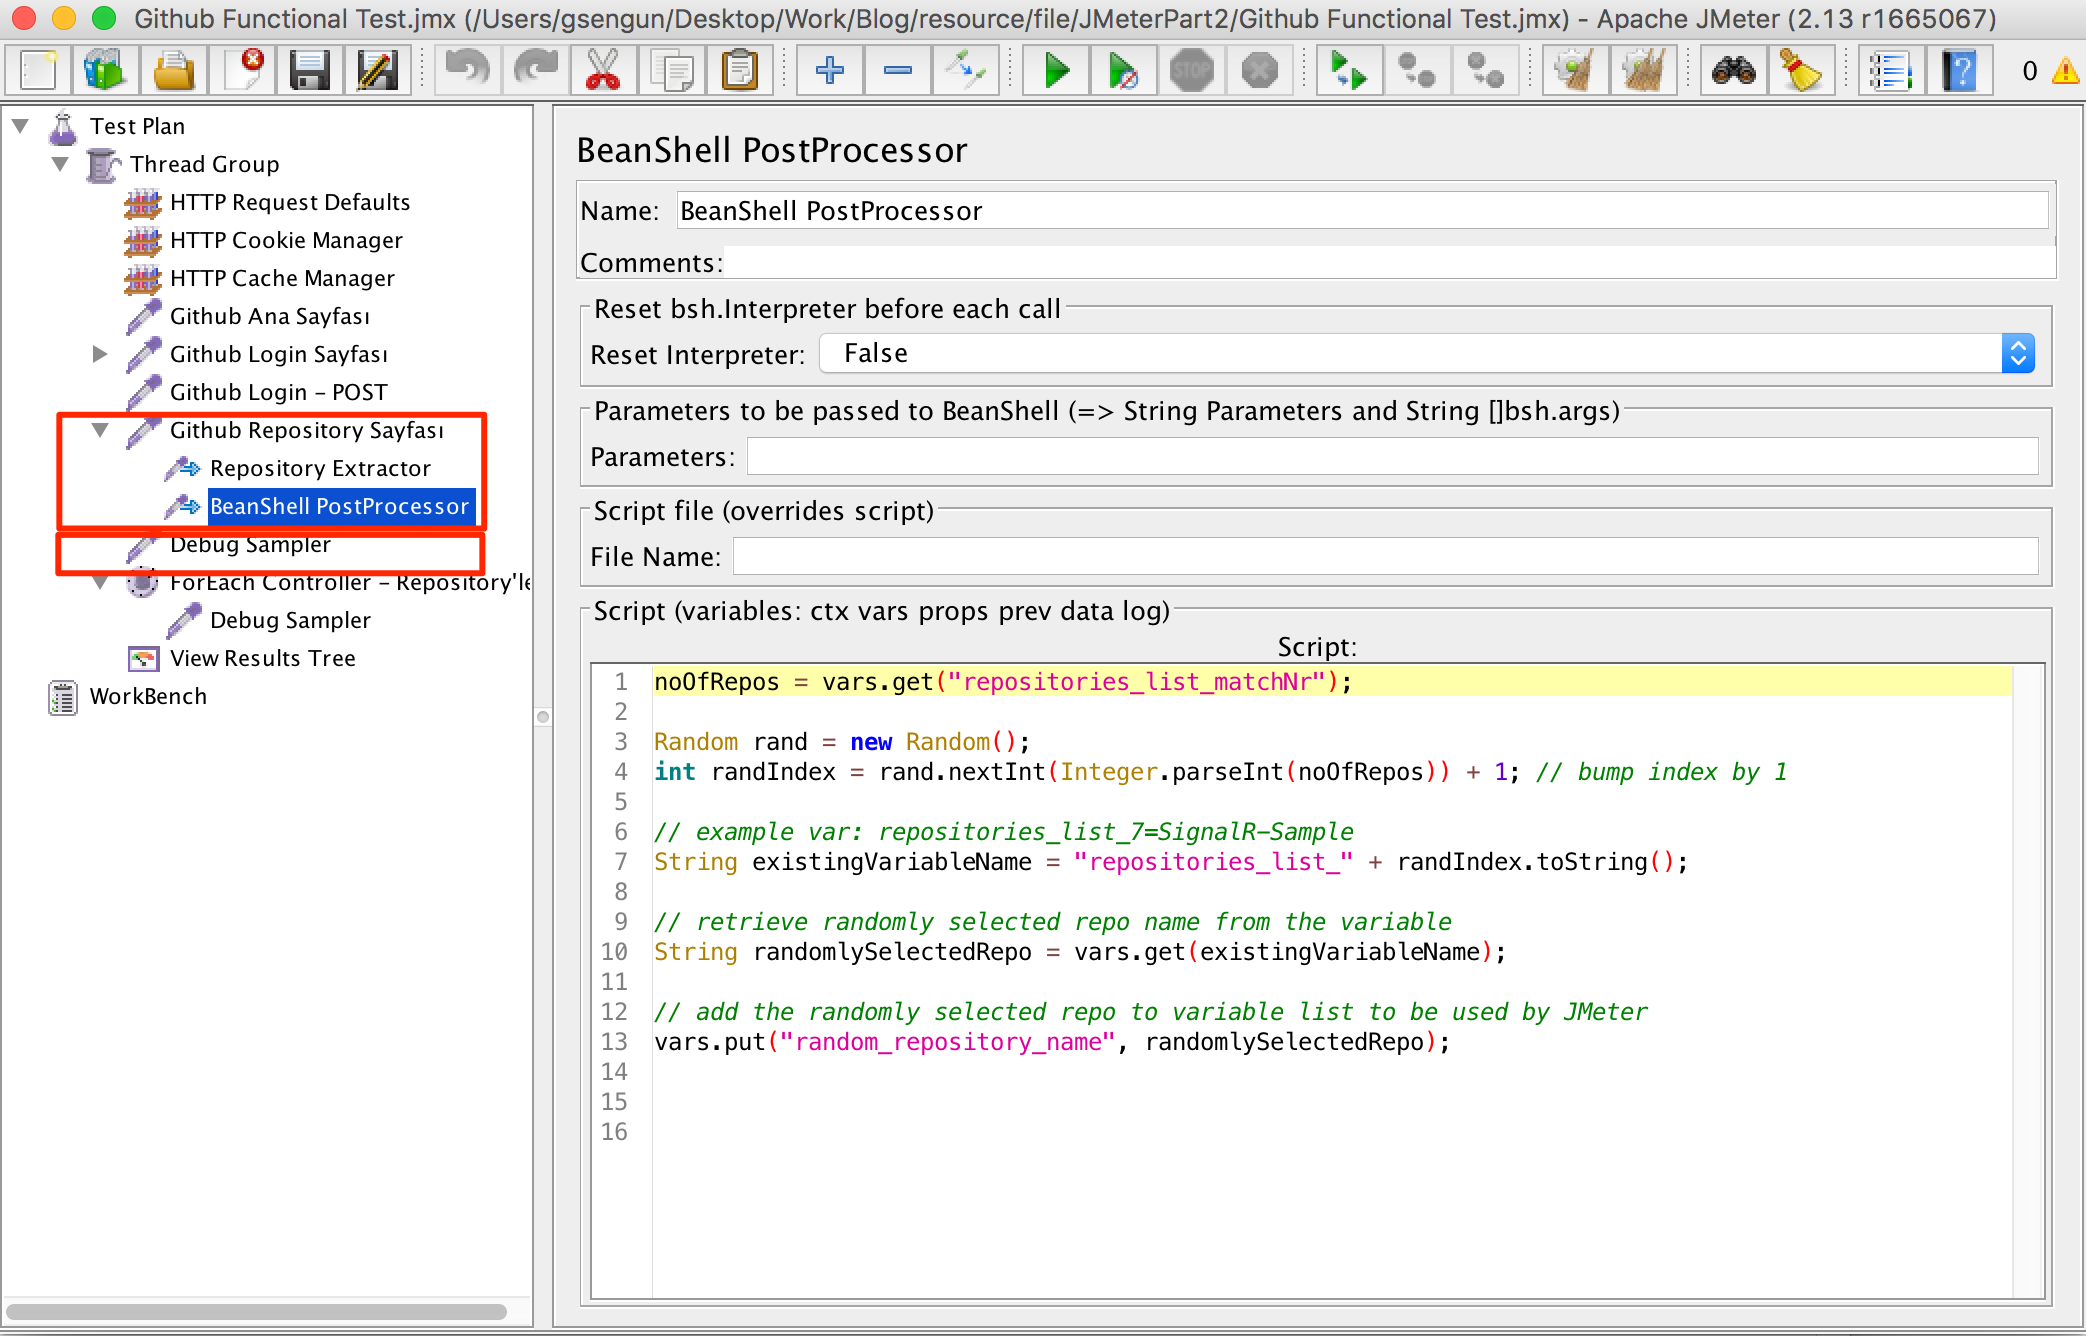 Github Functional Test.jmx (/Users/gsengun/Desktop/Work/Blog/resource/file/JMeterPart2/Github Functional Test.jmx) - Apache JMeter (2.13 r1665067)
STOP
?
0
Test Plan
Thread Group
HTTP Request Defaults
HTTP Cookie Manager
HTTP Cache Manager
Github Ana Sayfası
Github Login Sayfası
Github Login - POST
Github Repository Sayfası
Repository Extractor
BeanShell PostProcessor
Debug Sampler
ForEach Controller - Repository'le
Debug Sampler
View Results Tree
WorkBench
BeanShell PostProcessor
Name: BeanShell PostProcessor
Comments:
Reset bsh.Interpreter before each call
Reset Interpreter: False
Parameters to be passed to BeanShell (=> String Parameters and String []bsh.args)
Parameters:
Script file (overrides script)
File Name:
Script (variables: ctx vars props prev data log)
Script:
1 noOfRepos = vars.get("repositories_list_matchNr");
2
3 Random rand = new Random();
4 int randIndex = rand.nextInt(Integer.parseInt(noOfRepos)) + 1; // bump index by 1
5
6 // example var: repositories_list_7=SignalR-Sample
7 String existingVariableName = "repositories_list_" + randIndex.toString();
8
9 // retrieve randomly selected repo name from the variable
10 String randomlySelectedRepo = vars.get(existingVariableName);
11
12 // add the randomly selected repo to variable list to be used by JMeter
13 vars.put("random_repository_name", randomlySelectedRepo);
14
15
16